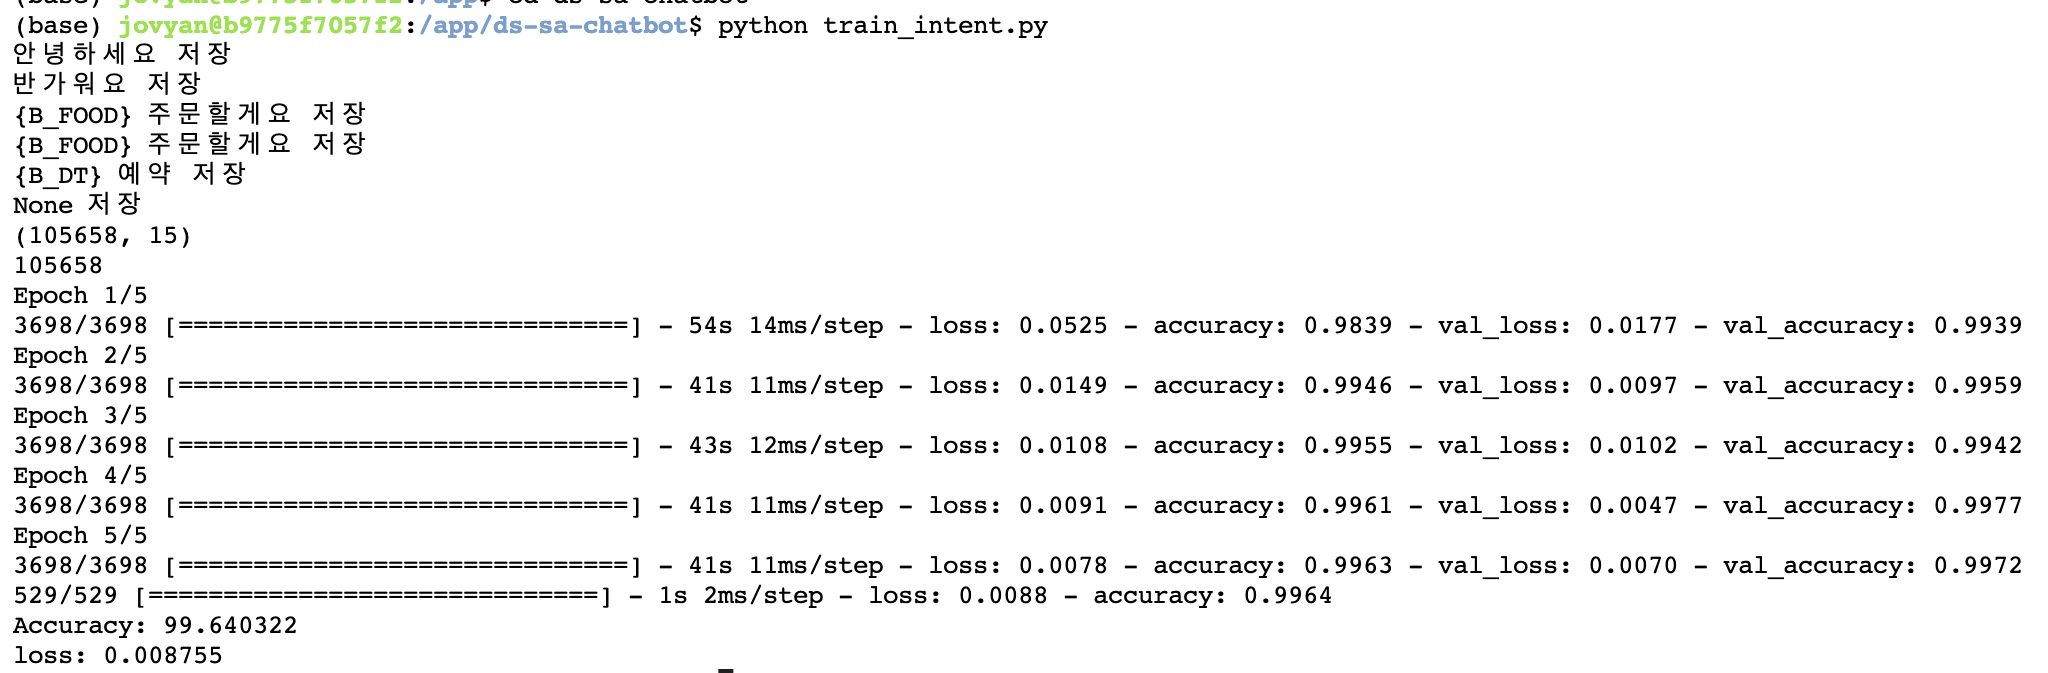 (base) jovyan@b9775f7057f2:/app$ cd ds-sa-chatbot
(base) jovyan@b9775f7057f2:/app/ds-sa-chatbot$ python train_intent.py
안녕하세요 저장
반가워요 저장
{B_FOOD} 주문할게요 저장
{B_FOOD} 주문할게요 저장
{B_DT} 예약 저장
None 저장
(105658, 15)
105658
Epoch 1/5
3698/3698 [==============================] - 54s 14ms/step - loss: 0.0525 - accuracy: 0.9839 - val_loss: 0.0177 - val_accuracy: 0.9939
Epoch 2/5
3698/3698 [==============================] - 41s 11ms/step - loss: 0.0149 - accuracy: 0.9946 - val_loss: 0.0097 - val_accuracy: 0.9959
Epoch 3/5
3698/3698 [==============================] - 43s 12ms/step - loss: 0.0108 - accuracy: 0.9955 - val_loss: 0.0102 - val_accuracy: 0.9942
Epoch 4/5
3698/3698 [==============================] - 41s 11ms/step - loss: 0.0091 - accuracy: 0.9961 - val_loss: 0.0047 - val_accuracy: 0.9977
Epoch 5/5
3698/3698 [==============================] - 41s 11ms/step - loss: 0.0078 - accuracy: 0.9963 - val_loss: 0.0070 - val_accuracy: 0.9972
529/529 [==============================] - 1s 2ms/step - loss: 0.0088 - accuracy: 0.9964
Accuracy: 99.640322
loss: 0.008755